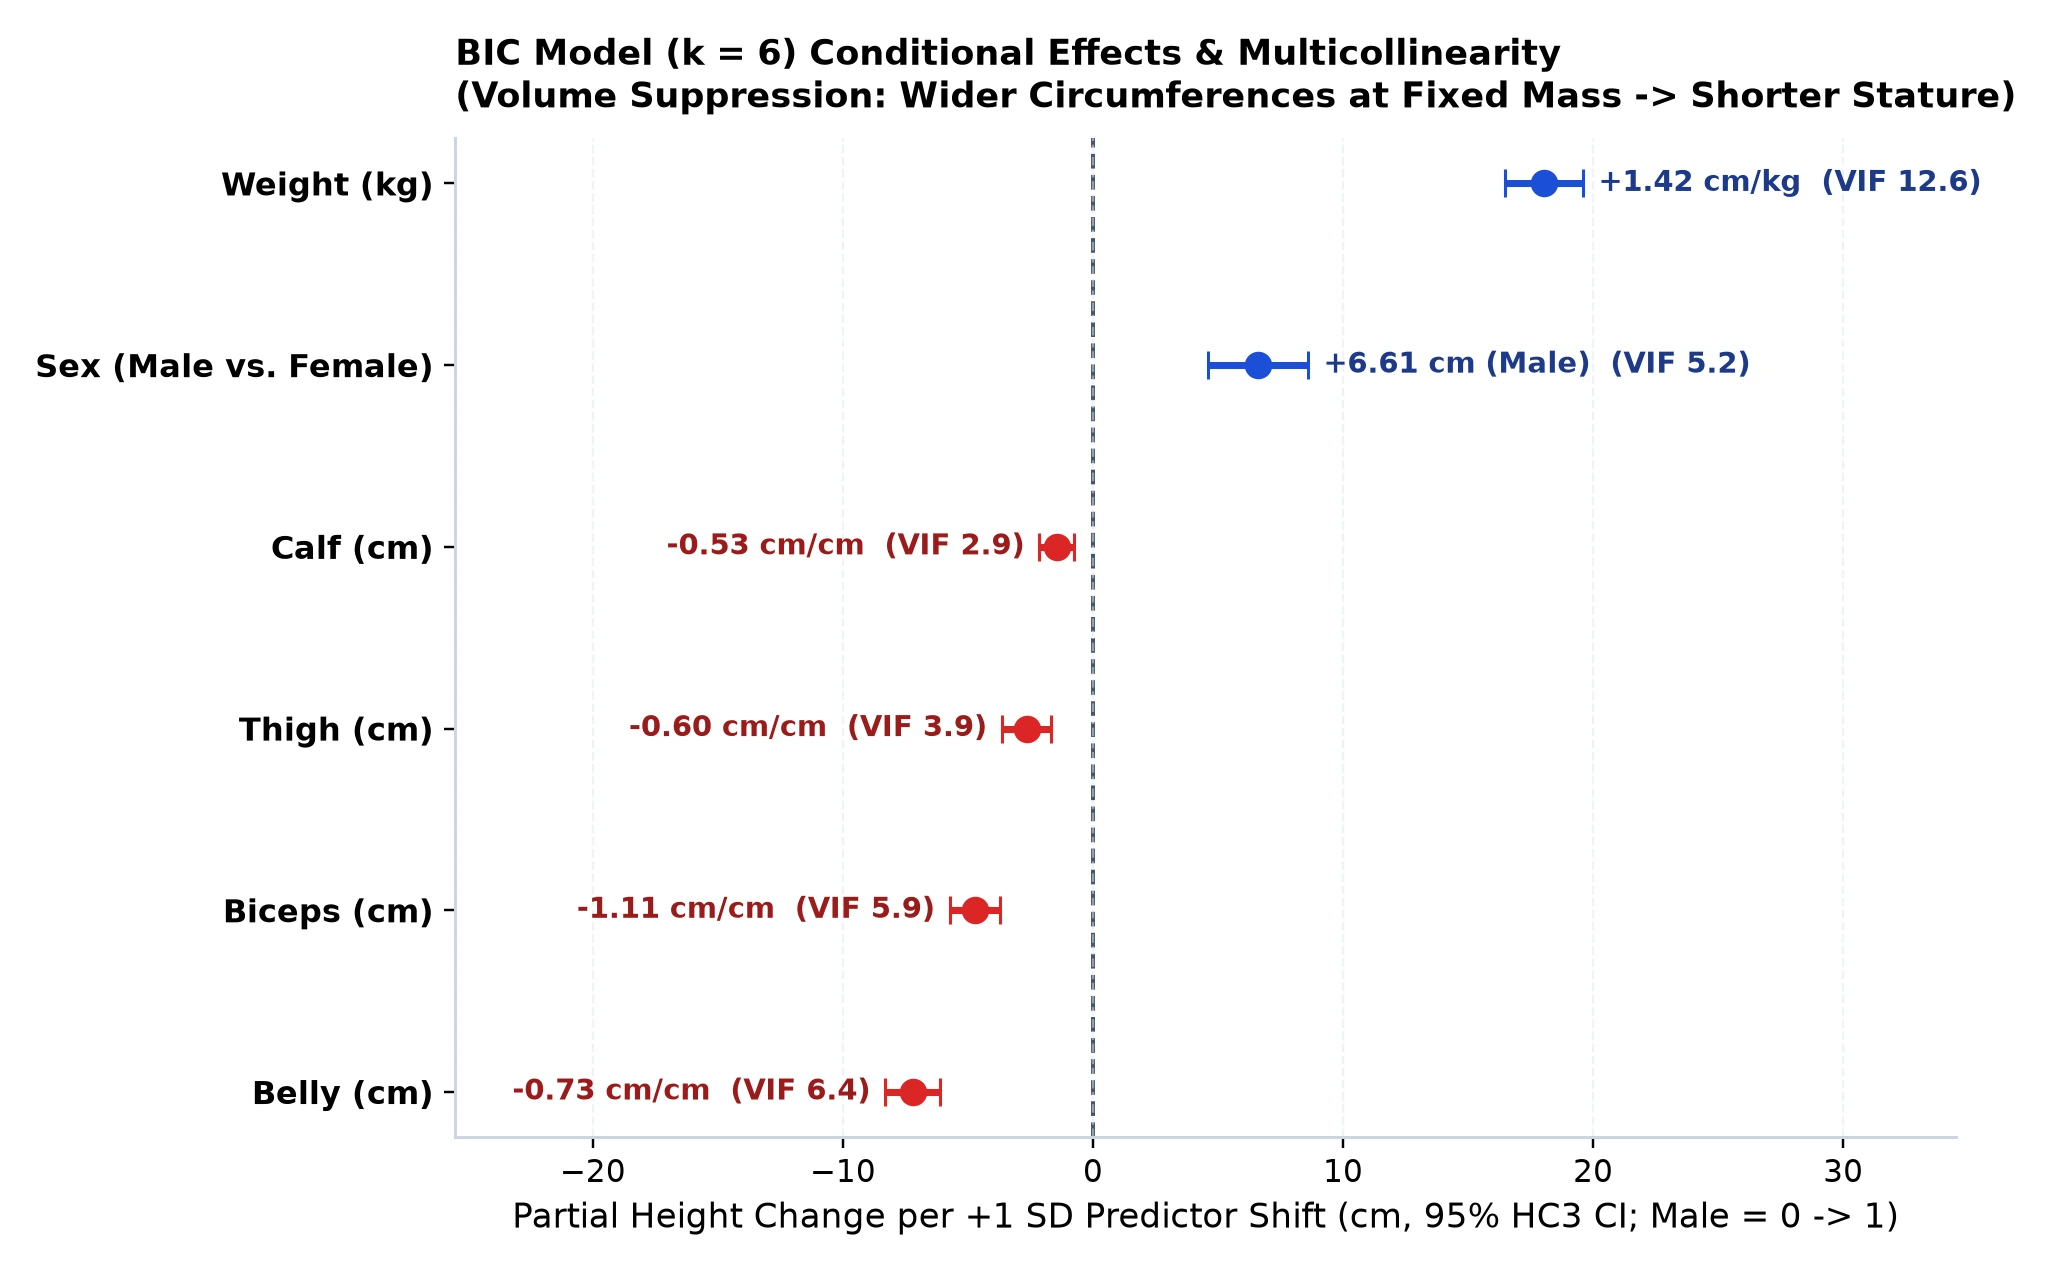 BIC Model (k = 6) Conditional Effects & Multicollinearity
(Volume Suppression: Wider Circumferences at Fixed Mass -> Shorter Stature)
Weight (kg)
+1.42 cm/kg  (VIF 12.6)
Sex (Male vs. Female)
+6.61 cm (Male)  (VIF 5.2)
Calf (cm)
-0.53 cm/cm  (VIF 2.9)
Thigh (cm)
-0.60 cm/cm  (VIF 3.9)
Biceps (cm)
-1.11 cm/cm  (VIF 5.9)
Belly (cm)
-0.73 cm/cm  (VIF 6.4)
−20 −10 0 10 20 30
Partial Height Change per +1 SD Predictor Shift (cm, 95% HC3 CI; Male = 0 -> 1)